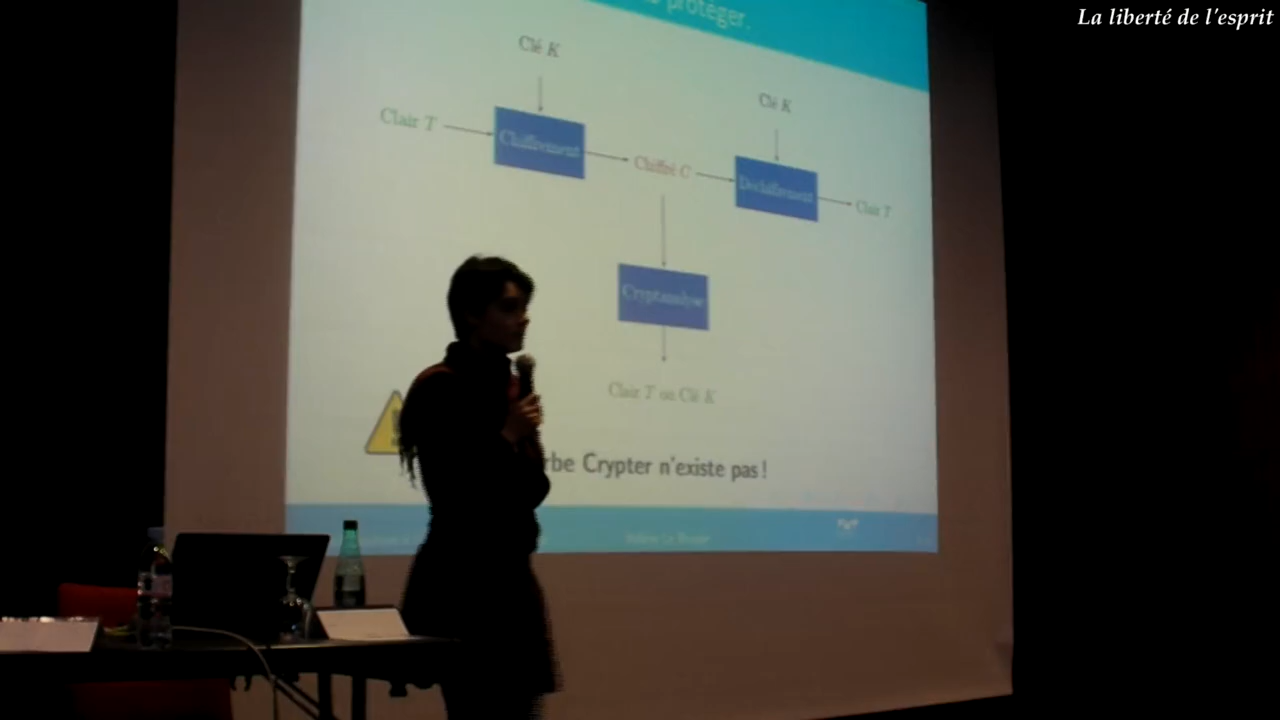 La liberté de l'esprit
protéger.
Clé K
Clé K
Clair T
Chiffrement
Chiffré C
Déchiffrement
Clair T
Cryptanalyse
Clair T ou Clé K
rbe Crypter n'existe pas !